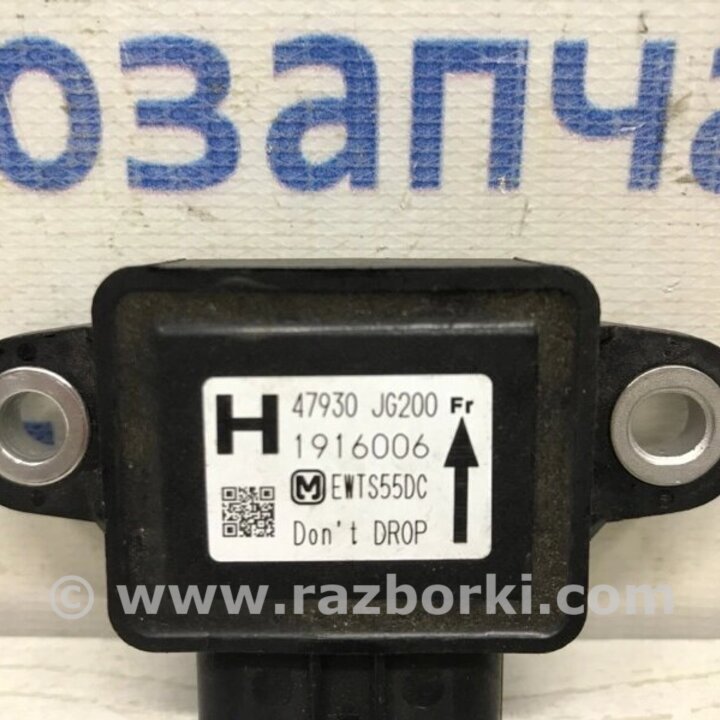 озапча
H 47930 JG200 Fr
1916006
M EWTS55DC
Don't DROP
© www.razborki.com